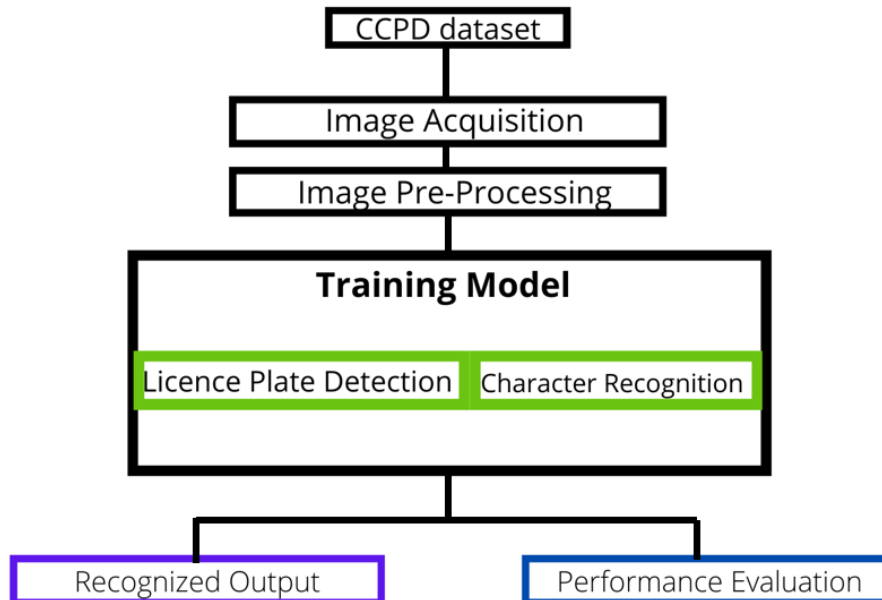 CCPD dataset
Image Acquisition
Image Pre-Processing
Training Model
Licence Plate Detection
Character Recognition
Recognized Output
Performance Evaluation